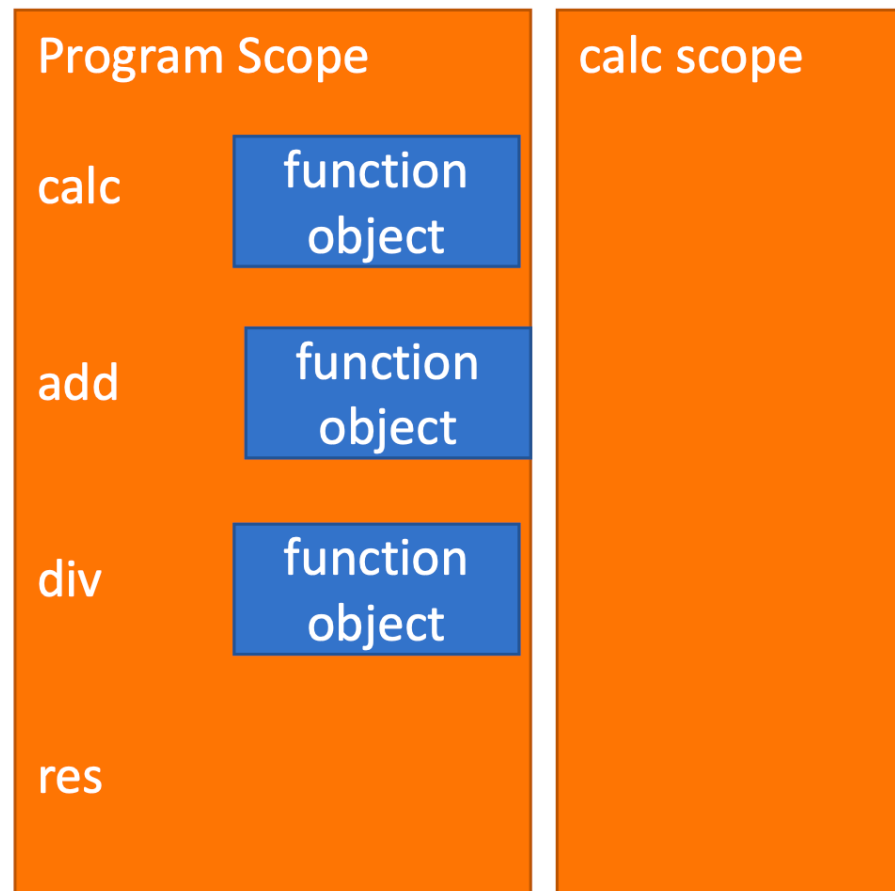 Program Scope
calc scope
calc
function
object
add
function
object
div
function
object
res